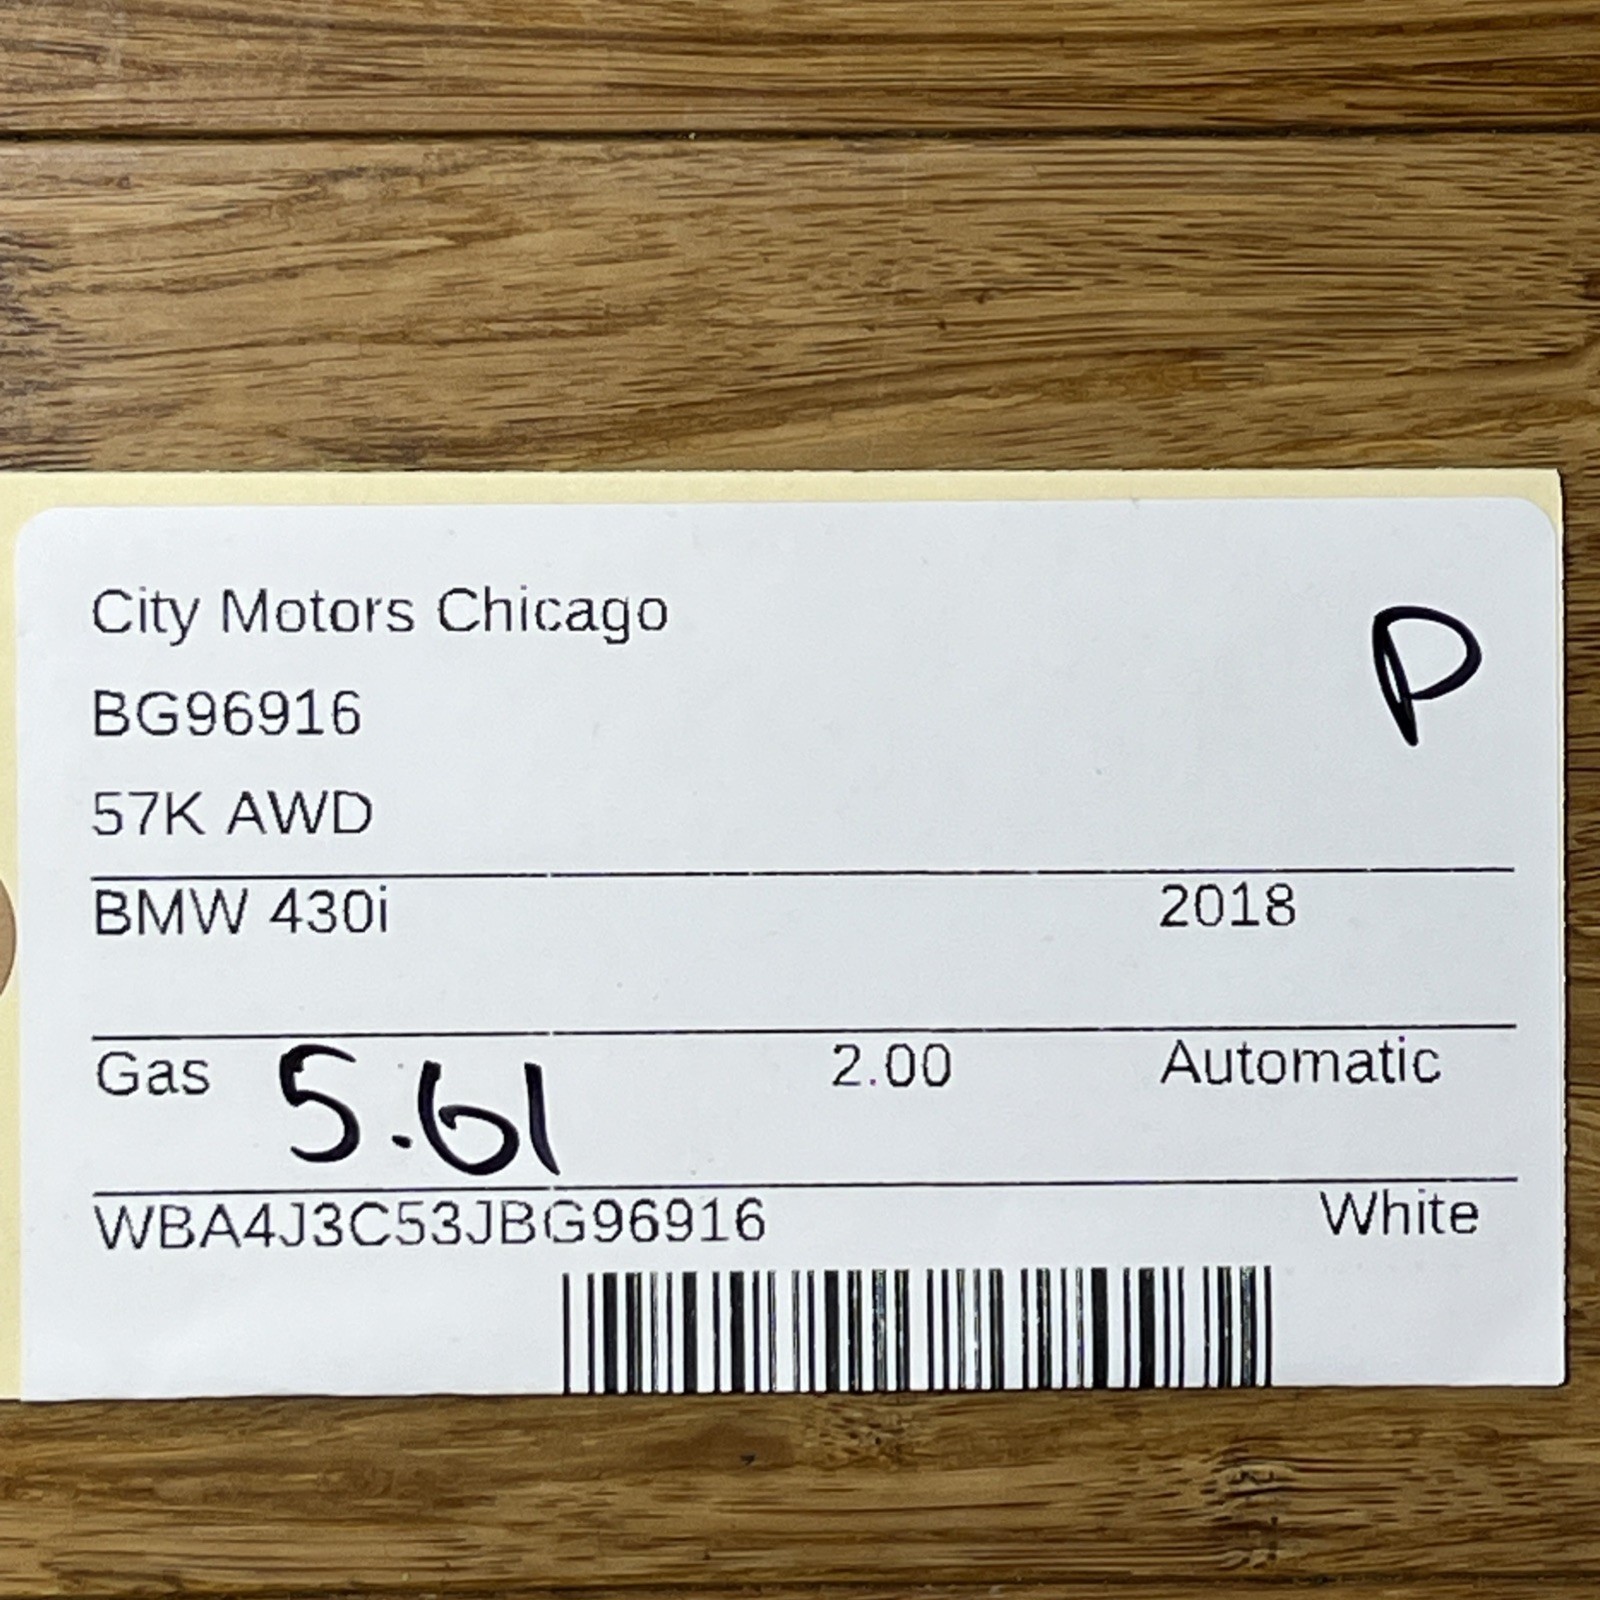 City Motors Chicago
P
BG96916
57K AWD
BMW 430i 2018
Gas 5.61 2.00 Automatic
WBA4J3C53JBG96916 White